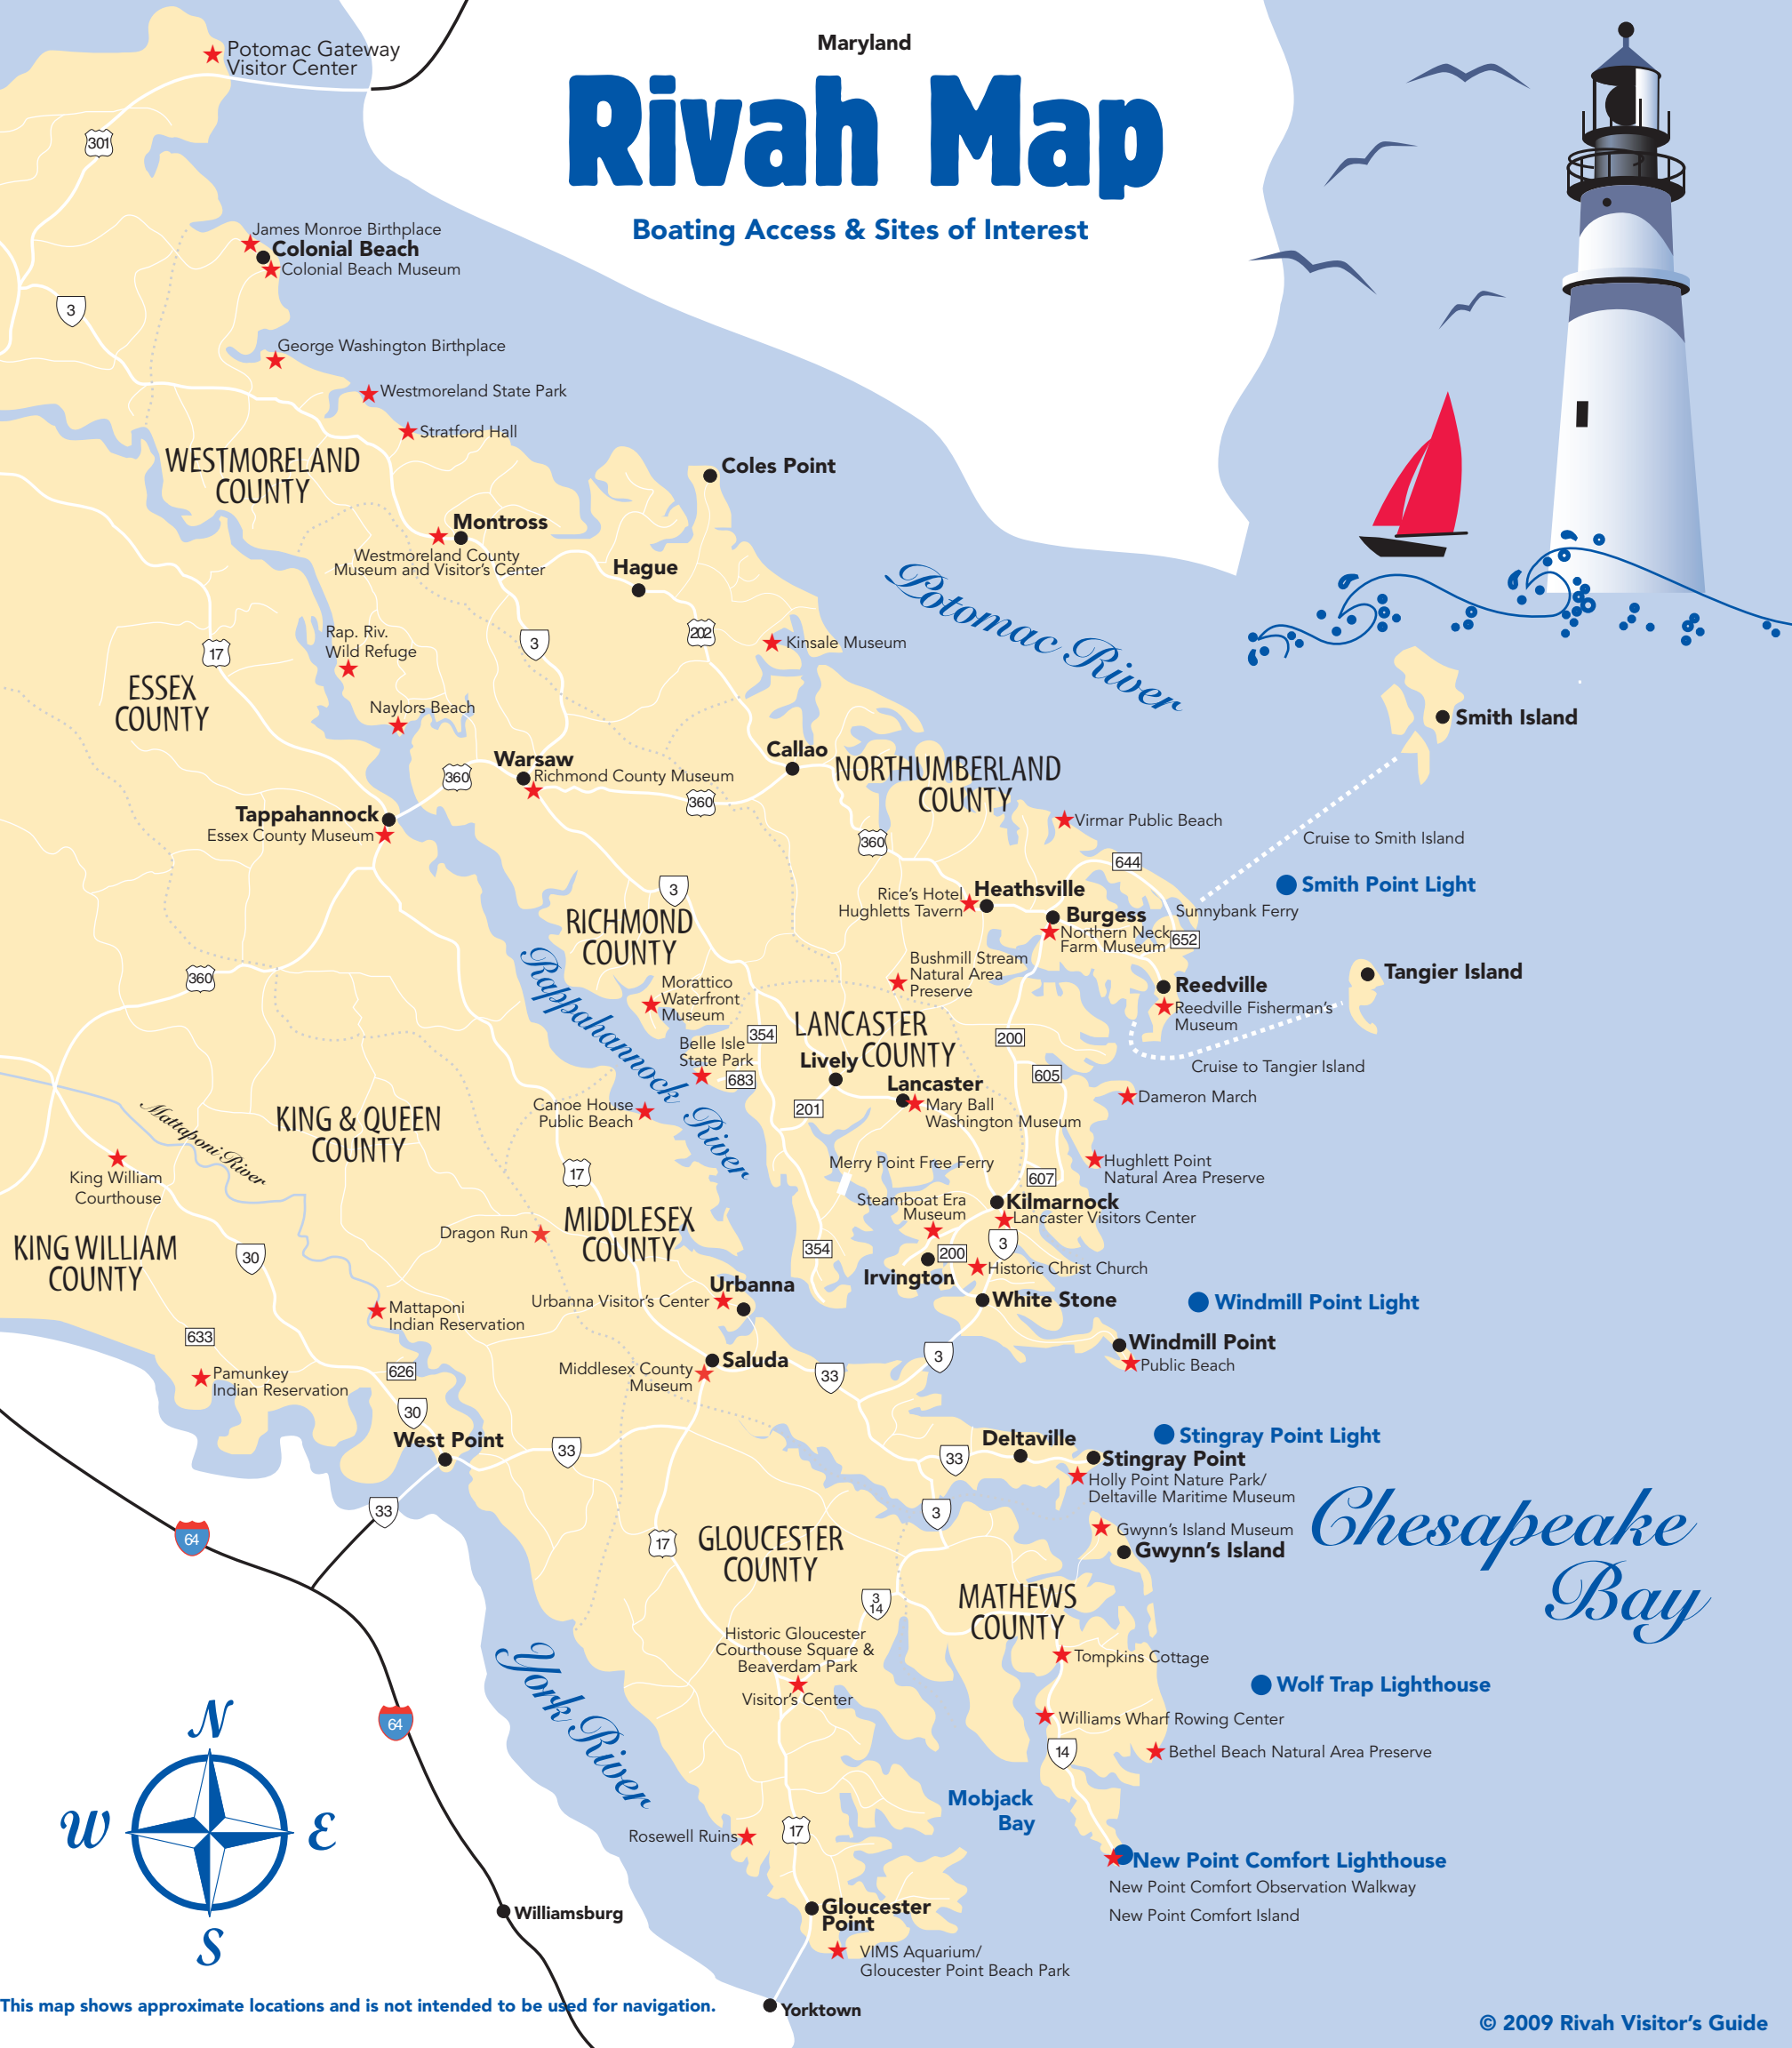 Maryland
Rivah Map
Boating Access & Sites of Interest
Potomac Gateway
Visitor Center
301
James Monroe Birthplace
Colonial Beach
Colonial Beach Museum
3
George Washington Birthplace
Westmoreland State Park
Stratford Hall
WESTMORELAND
COUNTY
Coles Point
Montross
Westmoreland County
Museum and Visitor's Center
Hague
Potomac River
Rap. Riv.
Wild Refuge
17
3
202
Kinsale Museum
ESSEX
COUNTY
Naylors Beach
Smith Island
Warsaw
Richmond County Museum
360
360
Callao
NORTHUMBERLAND
COUNTY
Tappahannock
Essex County Museum
360
Virmar Public Beach
Cruise to Smith Island
644
Smith Point Light
3
Rice's Hotel
Hughletts Tavern
Heathsville
Burgess
Northern Neck
Farm Museum
Sunnybank Ferry
652
RICHMOND
COUNTY
360
Rappahannock River
Bushmill Stream
Natural Area
Preserve
Reedville
Reedville Fisherman's
Museum
Tangier Island
Morattico
Waterfront
Museum
354
LANCASTER
COUNTY
200
Belle Isle
State Park
683
Lively
605
Cruise to Tangier Island
Lancaster
Mary Ball
Washington Museum
201
Dameron March
Canoe House
Public Beach
KING & QUEEN
COUNTY
Mattaponi River
King William
Courthouse
17
Merry Point Free Ferry
607
Hughlett Point
Natural Area Preserve
Steamboat Era
Museum
Kilmarnock
Lancaster Visitors Center
MIDDLESEX
COUNTY
Dragon Run
KING WILLIAM
COUNTY
30
354
200
3
Irvington
Historic Christ Church
Urbanna
Urbanna Visitor's Center
White Stone
Windmill Point Light
Mattaponi
Indian Reservation
633
Windmill Point
Public Beach
3
Saluda
Middlesex County
Museum
33
Pamunkey
Indian Reservation
626
30
West Point
33
Deltaville
Stingray Point Light
33
Stingray Point
Holly Point Nature Park/
Deltaville Maritime Museum
33
3
64
17
GLOUCESTER
COUNTY
Gwynn's Island Museum
Gwynn's Island
Chesapeake
Bay
3
14
MATHEWS
COUNTY
Historic Gloucester
Courthouse Square &
Beaverdam Park
Visitor's Center
Tompkins Cottage
York River
Wolf Trap Lighthouse
64
Williams Wharf Rowing Center
14
Bethel Beach Natural Area Preserve
N
W
E
S
Mobjack
Bay
Rosewell Ruins
17
New Point Comfort Lighthouse
New Point Comfort Observation Walkway
New Point Comfort Island
Williamsburg
Gloucester
Point
VIMS Aquarium/
Gloucester Point Beach Park
This map shows approximate locations and is not intended to be used for navigation.
Yorktown
© 2009 Rivah Visitor's Guide